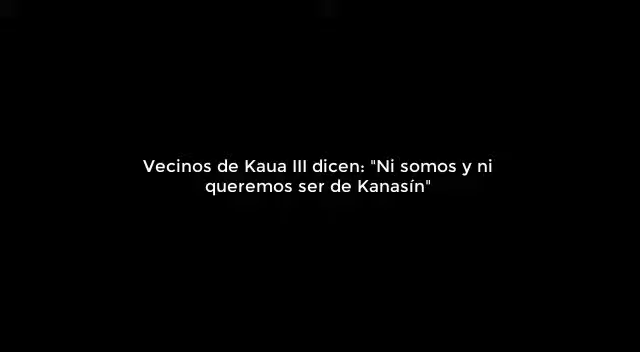 Vecinos de Kaua III dicen: "Ni somos y ni
queremos ser de Kanasín"